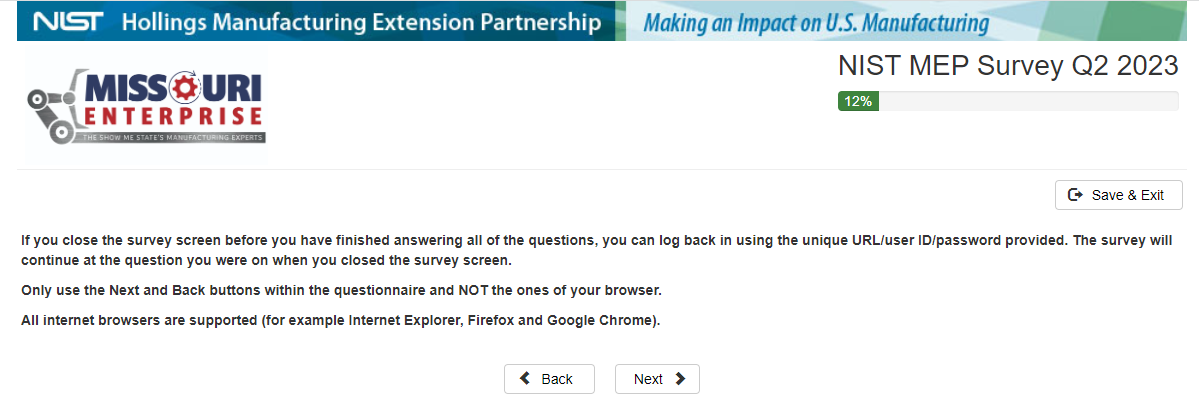 NIST Hollings Manufacturing Extension Partnership Making an Impact on U.S. Manufacturing
NIST MEP Survey Q2 2023
12%
MISSOURI
ENTERPRISE
THE SHOW ME STATE'S MANUFACTURING EXPERTS
Save & Exit
If you close the survey screen before you have finished answering all of the questions, you can log back in using the unique URL/user ID/password provided. The survey will
continue at the question you were on when you closed the survey screen.
Only use the Next and Back buttons within the questionnaire and NOT the ones of your browser.
All internet browsers are supported (for example Internet Explorer, Firefox and Google Chrome).
Back Next